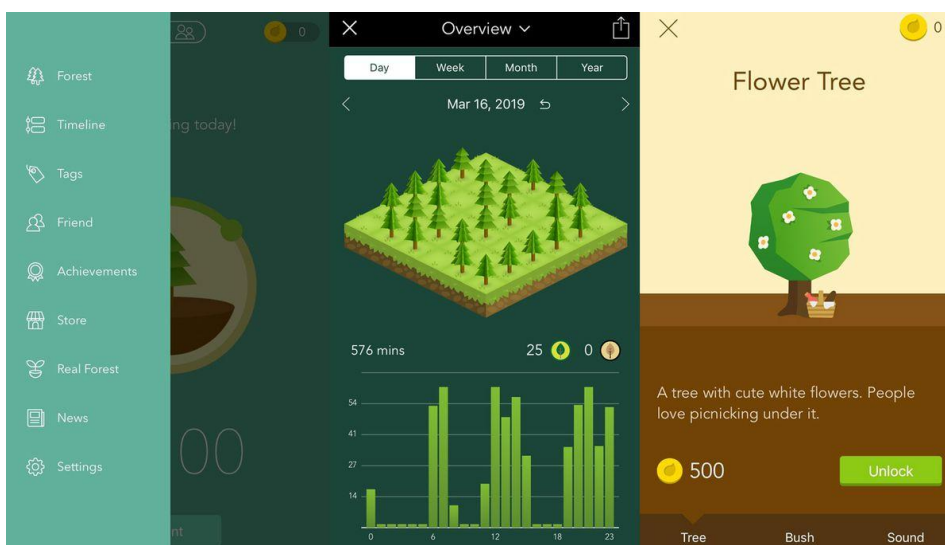 0
Forest
Timeline
ng today!
Tags
Friend
Achievements
Store
Real Forest
News
00
Settings
nt
Overview
Day Week Month Year
Mar 16, 2019
576 mins 25 0
54
41
27
14
0 6 12 18 23
0
Flower Tree
A tree with cute white flowers. People
love picnicking under it.
500 Unlock
Tree Bush Sound